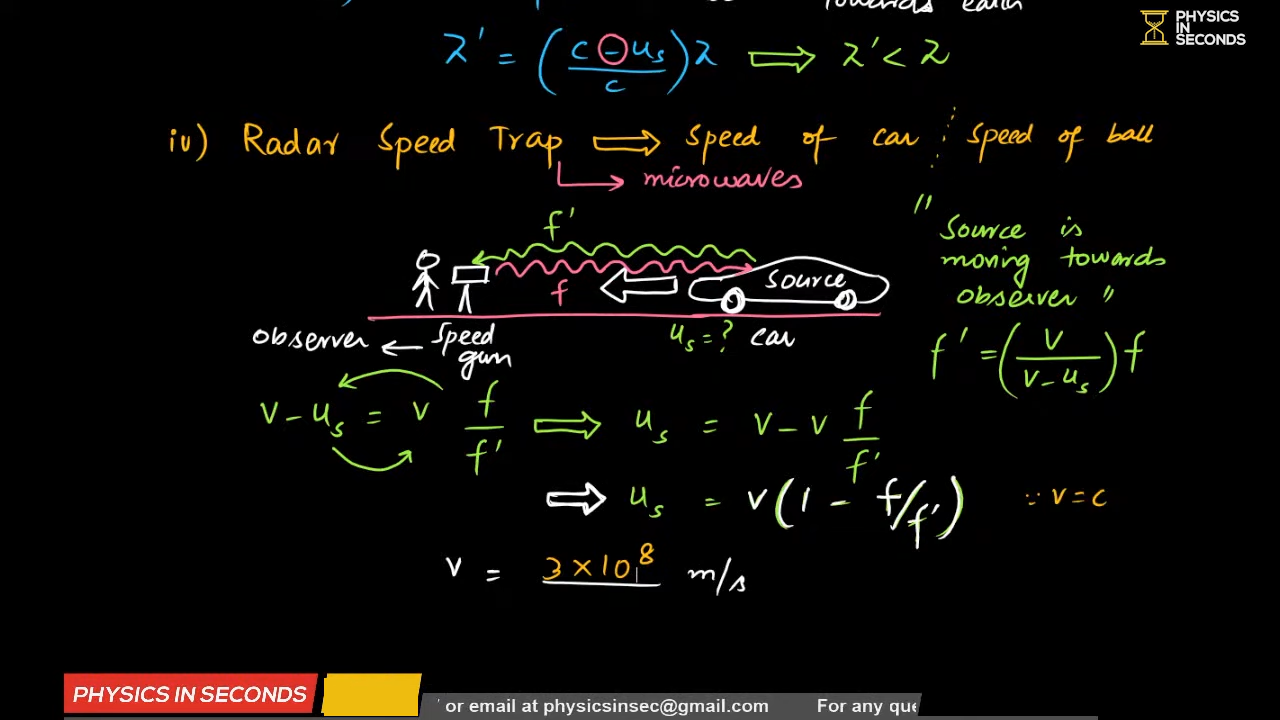 towards earth
PHYSICS
IN
SECONDS
λ' = (c - uₛ / c) λ ⟹ λ' < λ
iv) Radar Speed Trap ⟹ Speed of car Speed of ball
microwaves
f'
f
Source
"Source is
moving towards
observer"
observer ← Speed
gun
uₛ = ? car
f' = (v / v - uₛ) f
v - uₛ = v f/f' ⟹ uₛ = v - v f/f'
⟹ uₛ = v(1 - f/f') ∵ v = c
v = 3 × 10⁸ m/s
PHYSICS IN SECONDS
or email at physicsinsec@gmail.com For any que